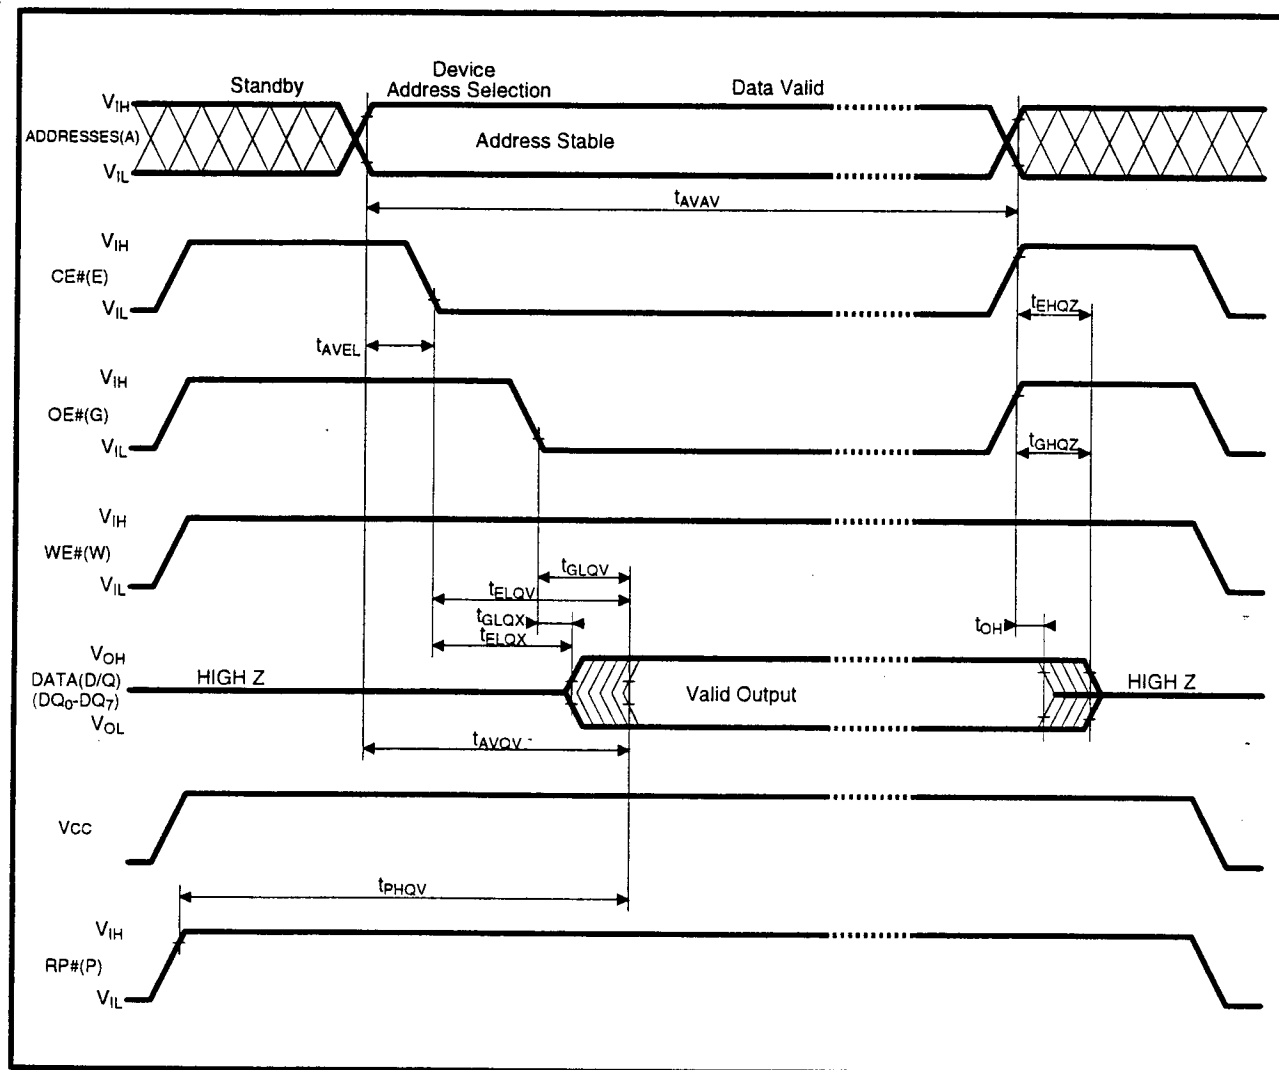 Standby
Device
Address Selection
Data Valid
VIH
ADDRESSES(A)
Address Stable
VIL
tAVAV
VIH
CE#(E)
VIL
tEHQZ
tAVEL
VIH
OE#(G)
VIL
tGHQZ
VIH
WE#(W)
VIL
tGLQV
tELQV
tGLQX
tELQX
tOH
VOH
DATA(D/Q)
(DQ0-DQ7)
VOL
HIGH Z
Valid Output
HIGH Z
tAVQV
VCC
tPHQV
VIH
RP#(P)
VIL